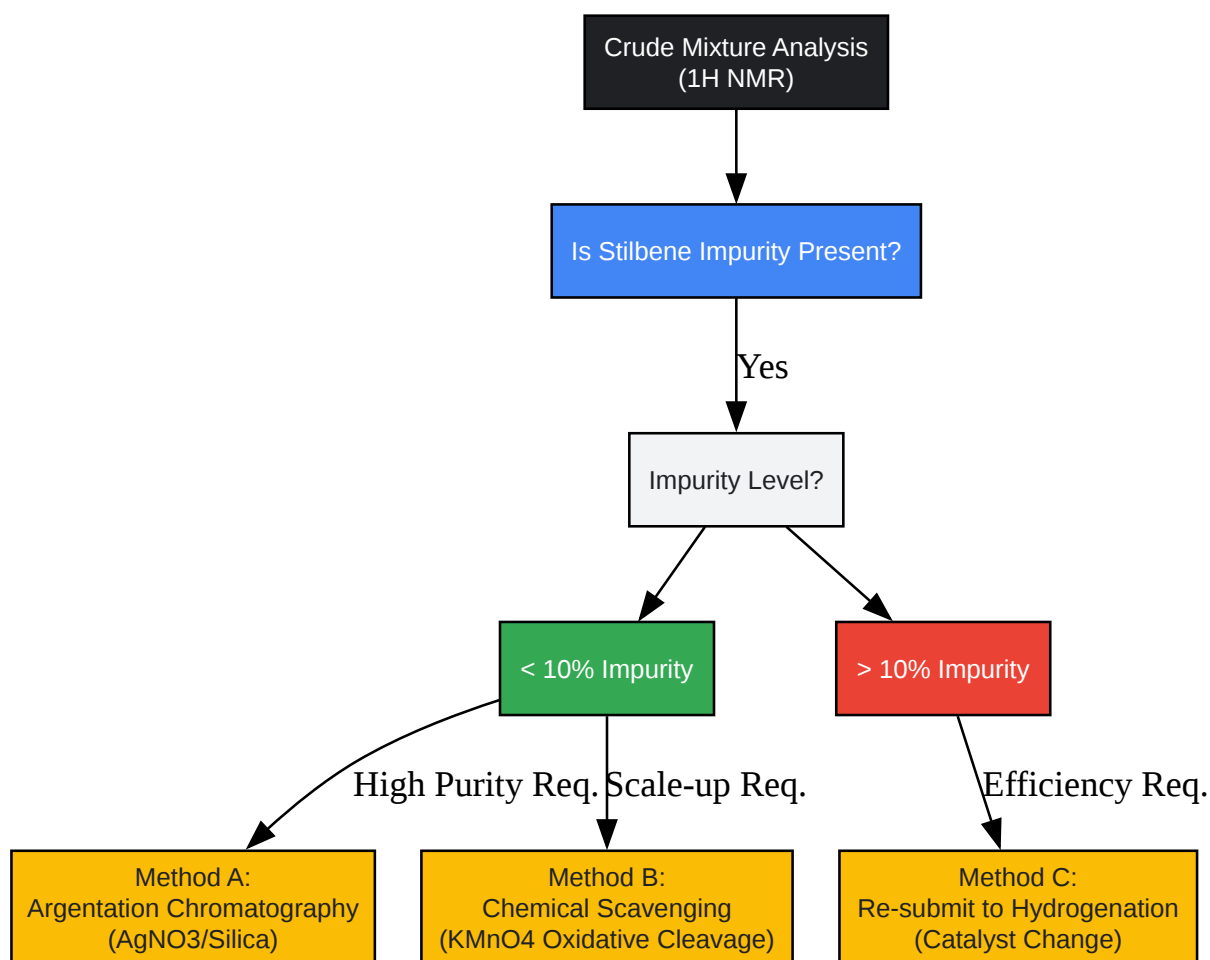 Crude Mixture Analysis
(1H NMR)
Is Stilbene Impurity Present?
Yes
Impurity Level?
< 10% Impurity
> 10% Impurity
High Purity Req.
Scale-up Req.
Efficiency Req.
Method A:
Argentation Chromatography
(AgNO3/Silica)
Method B:
Chemical Scavenging
(KMnO4 Oxidative Cleavage)
Method C:
Re-submit to Hydrogenation
(Catalyst Change)